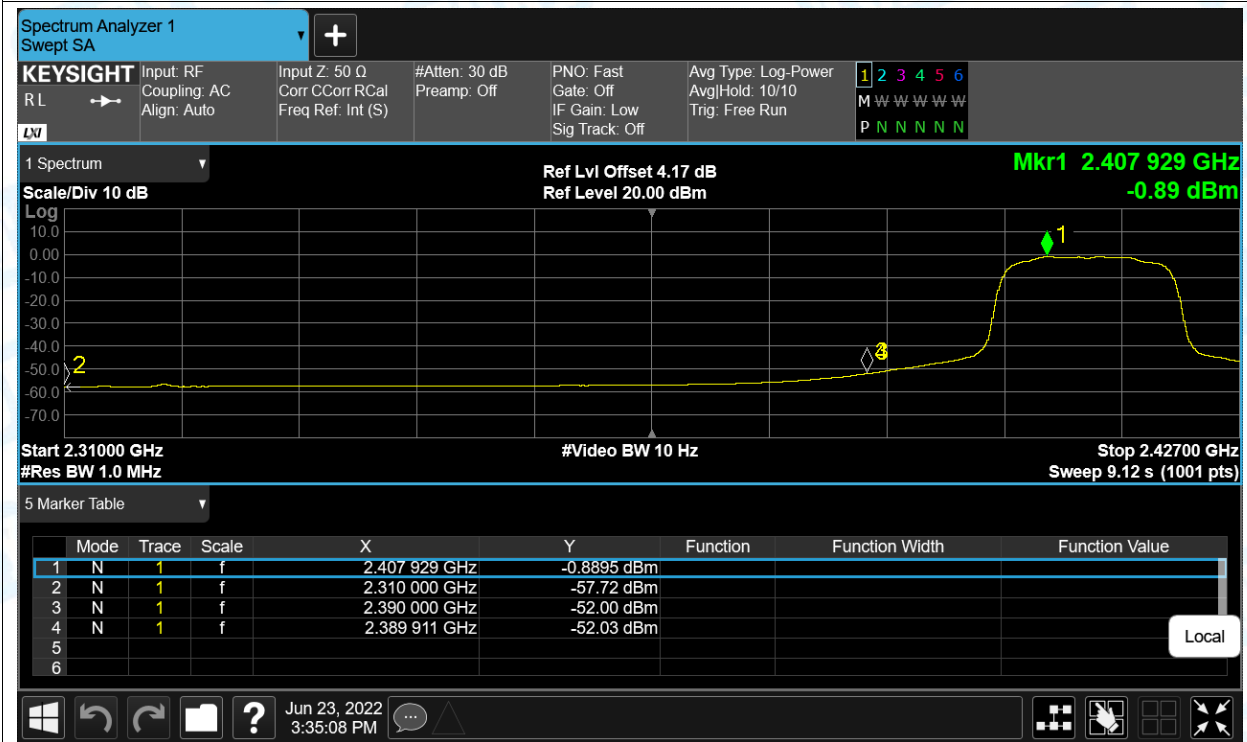 Spectrum Analyzer 1
Swept SA
KEYSIGHT
R L
LXI
Input: RF
Coupling: AC
Align: Auto
Input Z: 50 Ω
Corr CCorr RCal
Freq Ref: Int (S)
#Atten: 30 dB
Preamp: Off
PNO: Fast
Gate: Off
IF Gain: Low
Sig Track: Off
Avg Type: Log-Power
Avg|Hold: 10/10
Trig: Free Run
1 2 3 4 5 6
M W W W W W W
P N N N N N N
1 Spectrum
Scale/Div 10 dB
Ref Lvl Offset 4.17 dB
Ref Level 20.00 dBm
Mkr1 2.407 929 GHz
-0.89 dBm
Log
10.0
0.00
-10.0
-20.0
-30.0
-40.0
-50.0
-60.0
-70.0
1
2
Start 2.31000 GHz
#Video BW 10 Hz
Stop 2.42700 GHz
#Res BW 1.0 MHz
Sweep 9.12 s (1001 pts)
5 Marker Table
Mode Trace Scale X Y Function Function Width Function Value
1 N 1 f 2.407 929 GHz -0.8895 dBm
2 N 1 f 2.310 000 GHz -57.72 dBm
3 N 1 f 2.390 000 GHz -52.00 dBm
4 N 1 f 2.389 911 GHz -52.03 dBm
5
6
Local
?
Jun 23, 2022
3:35:08 PM